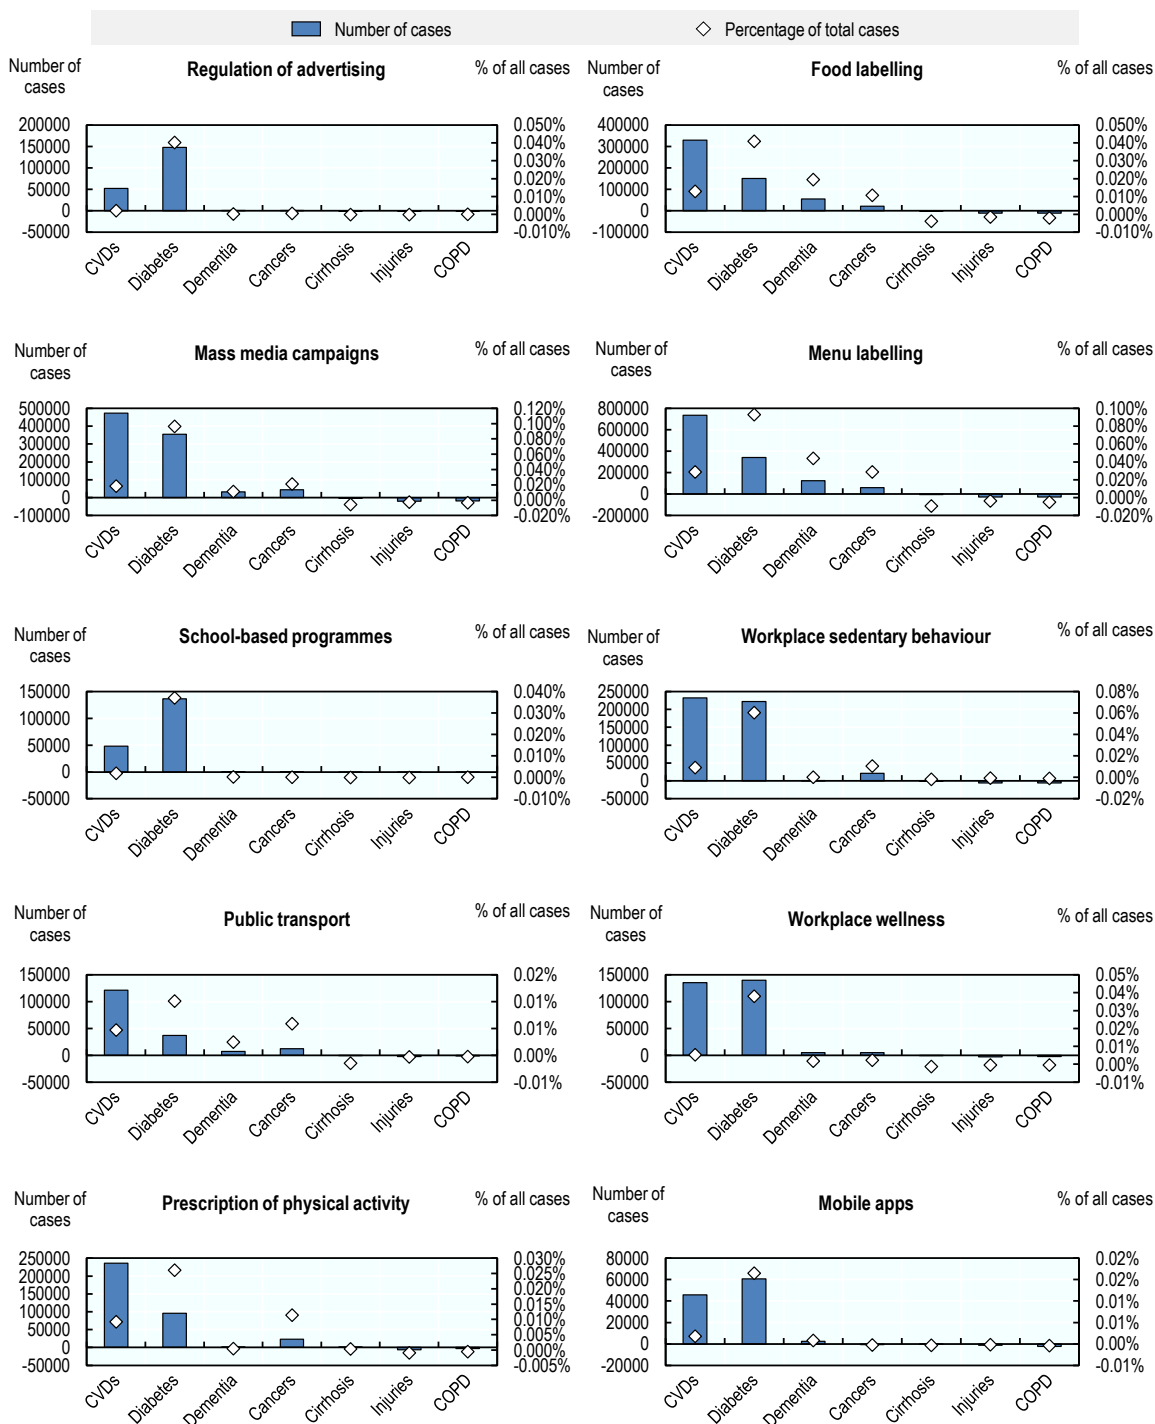 Number of cases
Percentage of total cases
Number of cases
Regulation of advertising
% of all cases
200000
150000
100000
50000
0
-50000
0.050%
0.040%
0.030%
0.020%
0.010%
0.000%
-0.010%
CVDs
Diabetes
Dementia
Cancers
Cirrhosis
Injuries
COPD
Number of cases
Food labelling
% of all cases
400000
300000
200000
100000
0
-100000
0.050%
0.040%
0.030%
0.020%
0.010%
0.000%
-0.010%
CVDs
Diabetes
Dementia
Cancers
Cirrhosis
Injuries
COPD
Number of cases
Mass media campaigns
% of all cases
500000
400000
300000
200000
100000
0
-100000
0.120%
0.100%
0.080%
0.060%
0.040%
0.020%
0.000%
-0.020%
CVDs
Diabetes
Dementia
Cancers
Cirrhosis
Injuries
COPD
Number of cases
Menu labelling
% of all cases
800000
600000
400000
200000
0
-200000
0.100%
0.080%
0.060%
0.040%
0.020%
0.000%
-0.020%
CVDs
Diabetes
Dementia
Cancers
Cirrhosis
Injuries
COPD
Number of cases
School-based programmes
% of all cases
150000
100000
50000
0
-50000
0.040%
0.030%
0.020%
0.010%
0.000%
-0.010%
CVDs
Diabetes
Dementia
Cancers
Cirrhosis
Injuries
COPD
Number of cases
Workplace sedentary behaviour
% of all cases
250000
200000
150000
100000
50000
0
-50000
0.08%
0.06%
0.04%
0.02%
0.00%
-0.02%
CVDs
Diabetes
Dementia
Cancers
Cirrhosis
Injuries
COPD
Number of cases
Public transport
% of all cases
150000
100000
50000
0
-50000
0.02%
0.01%
0.01%
0.00%
-0.01%
CVDs
Diabetes
Dementia
Cancers
Cirrhosis
Injuries
COPD
Number of cases
Workplace wellness
% of all cases
150000
100000
50000
0
-50000
0.05%
0.04%
0.03%
0.02%
0.01%
0.00%
-0.01%
CVDs
Diabetes
Dementia
Cancers
Cirrhosis
Injuries
COPD
Number of cases
Prescription of physical activity
% of all cases
250000
200000
150000
100000
50000
0
-50000
0.030%
0.025%
0.020%
0.015%
0.010%
0.005%
0.000%
-0.005%
CVDs
Diabetes
Dementia
Cancers
Cirrhosis
Injuries
COPD
Number of cases
Mobile apps
% of all cases
80000
60000
40000
20000
0
-20000
0.02%
0.02%
0.01%
0.01%
0.00%
-0.01%
CVDs
Diabetes
Dementia
Cancers
Cirrhosis
Injuries
COPD